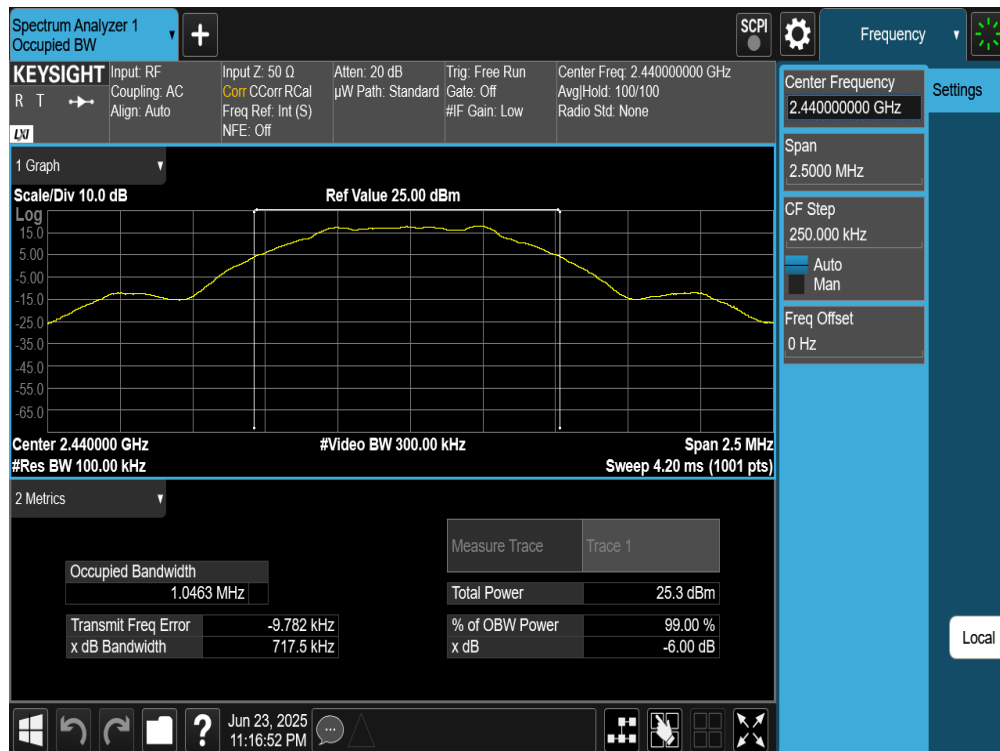 Spectrum Analyzer 1
Occupied BW
+
SCPI
Frequency
KEYSIGHT
R T
LXI
Input: RF
Coupling: AC
Align: Auto
Input Z: 50 Ω
Corr CCorr RCal
Freq Ref: Int (S)
NFE: Off
Atten: 20 dB
µW Path: Standard
Trig: Free Run
Gate: Off
#IF Gain: Low
Center Freq: 2.440000000 GHz
Avg|Hold: 100/100
Radio Std: None
Center Frequency
2.440000000 GHz
Settings
Span
2.5000 MHz
CF Step
250.000 kHz
Auto
Man
Freq Offset
0 Hz
Local
1 Graph
Scale/Div 10.0 dB
Ref Value 25.00 dBm
Log
15.0
5.00
-5.00
-15.0
-25.0
-35.0
-45.0
-55.0
-65.0
Center 2.440000 GHz
#Video BW 300.00 kHz
Span 2.5 MHz
#Res BW 100.00 kHz
Sweep 4.20 ms (1001 pts)
2 Metrics
Measure Trace
Trace 1
Occupied Bandwidth
1.0463 MHz
Total Power
25.3 dBm
Transmit Freq Error
-9.782 kHz
% of OBW Power
99.00 %
x dB Bandwidth
717.5 kHz
x dB
-6.00 dB
?
Jun 23, 2025
11:16:52 PM